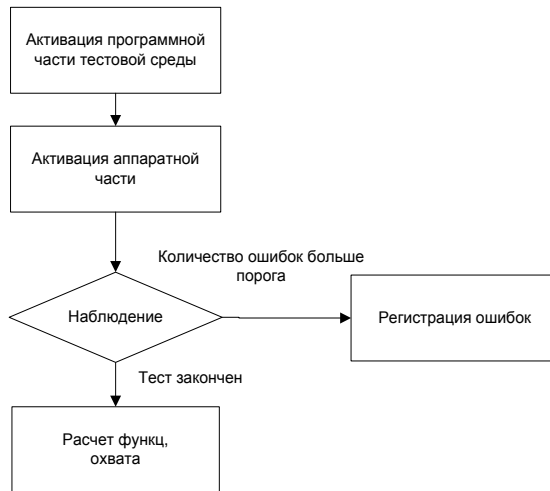 Активация программной
части тестовой среды
Активация аппаратной
части
Количество ошибок больше
порога
Наблюдение
Регистрация ошибок
Тест закончен
Расчет функц,
охвата